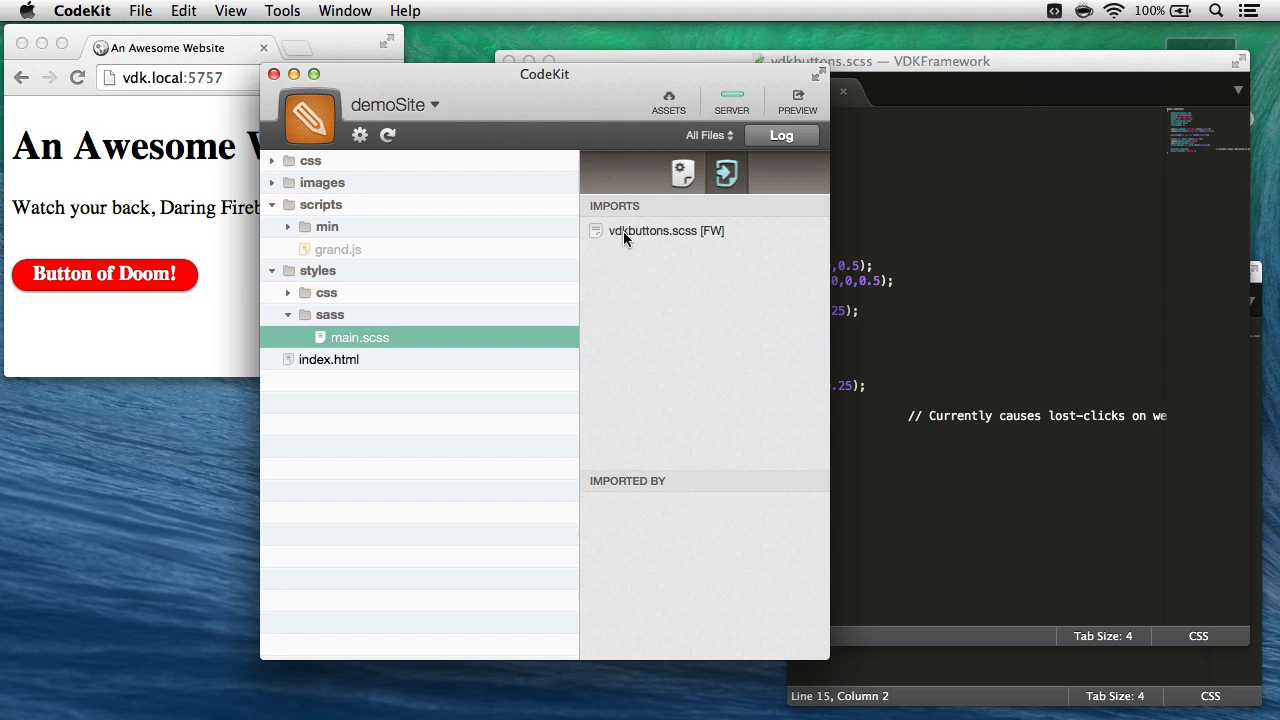 CodeKit File Edit View Tools Window Help 100%
An Awesome Website
vdk.local:5757
An Awesome
Watch your back, Daring Fireb
Button of Doom!
vdkbuttons.scss — VDKFramework
CodeKit
demoSite
ASSETS SERVER PREVIEW
All Files Log
css
images
scripts
min
grand.js
styles
css
sass
main.scss
index.html
IMPORTS
vdkbuttons.scss [FW]
IMPORTED BY
,0.5);
0,0,0.5);
25);
.25);
// Currently causes lost-clicks on we
Tab Size: 4 CSS
Line 15, Column 2 Tab Size: 4 CSS